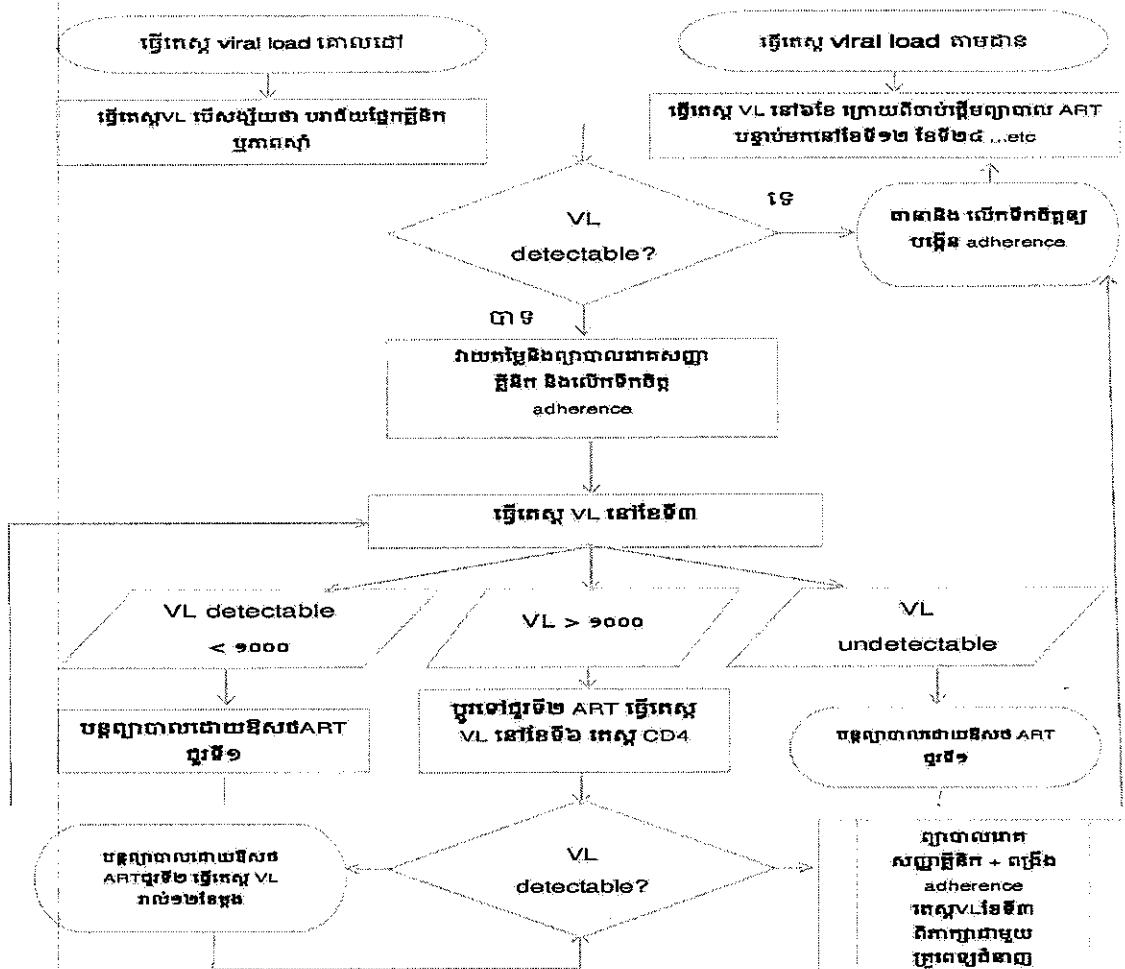 ធ្វើតេស្ត viral load គោលដៅ
ធ្វើតេស្ត viral load តាមដាន
ធ្វើតេស្តVL បើសង្ស័យថា បរាជ័យផ្នែកគ្លីនិក
ឬភាពស៊ាំ
ធ្វើតេស្ត VL នៅ៦ខែ ក្រោយពីចាប់ផ្តើមព្យាបាល ART
បន្ទាប់មកនៅខែទី១២ ខែទី២៤ ...etc
VL
detectable?
ទេ
ធានានិង លើកទឹកចិត្តឲ្យ
បង្កើន adherence
បាទ
វាយតម្លៃនិងព្យាបាលរោគសញ្ញា
គ្លីនិក និងលើកទឹកចិត្ត
adherence
ធ្វើតេស្ត VL នៅខែទី៣
VL detectable
< ១០០០
VL > ១០០០
VL
undetectable
បន្តព្យាបាលដោយឱសថART
ជួរទី១
ប្តូរទៅជួរទី២ ART ធ្វើតេស្ត
VL នៅខែទី៦ តេស្ត CD4
បន្តព្យាបាលដោយឱសថ ART
ជួរទី១
បន្តព្យាបាលដោយឱសថ
ARTជួរទី២ ធ្វើតេស្ត VL
រាល់១២ខែម្តង
VL
detectable?
ព្យាបាលរោគ
សញ្ញាគ្លីនិក + ពង្រឹង
adherence
តេស្តVLខែទី៣
ពិភាក្សាជាមួយ
គ្រូពេទ្យជំនាញ